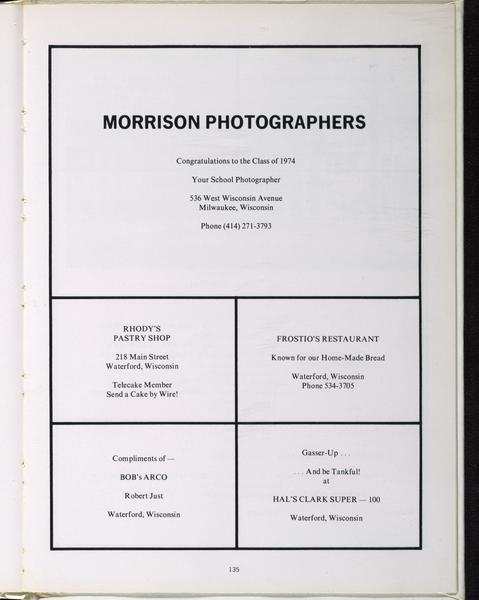 MORRISON PHOTOGRAPHERS
Congratulations to the Class of 1974
Your School Photographer
536 West Wisconsin Avenue
Milwaukee, Wisconsin
Phone (414) 271-3793
RHODY'S
PASTRY SHOP
218 Main Street
Waterford, Wisconsin
Telecake Member
Send a Cake by Wire!
FROSTIO'S RESTAURANT
Known for our Home-Made Bread
Waterford, Wisconsin
Phone 534-3705
Compliments of —
BOB's ARCO
Robert Just
Waterford, Wisconsin
Gasser-Up . . .
. . . And be Tankful!
at
HAL'S CLARK SUPER — 100
Waterford, Wisconsin
135